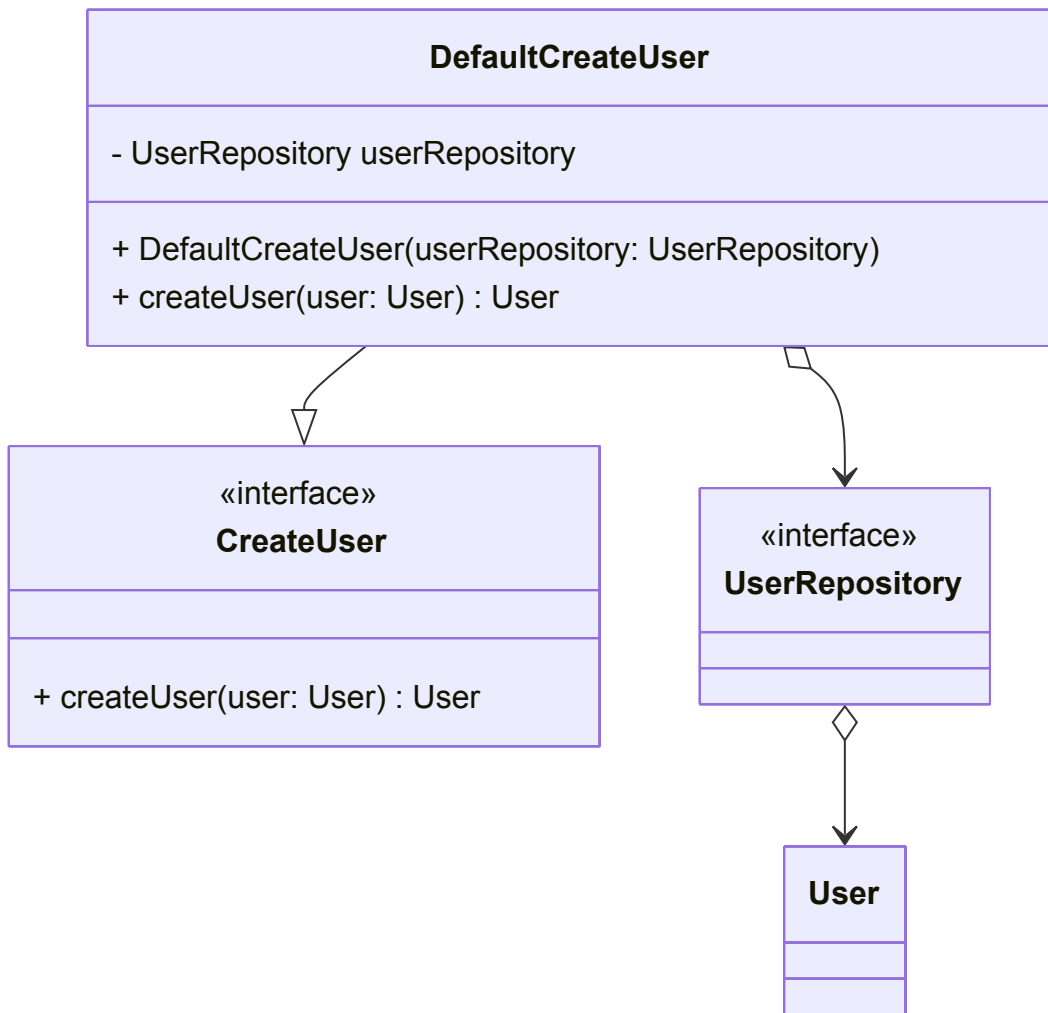 DefaultCreateUser
- UserRepository userRepository
+ DefaultCreateUser(userRepository: UserRepository)
+ createUser(user: User) : User
«interface»
CreateUser
+ createUser(user: User) : User
«interface»
UserRepository
User